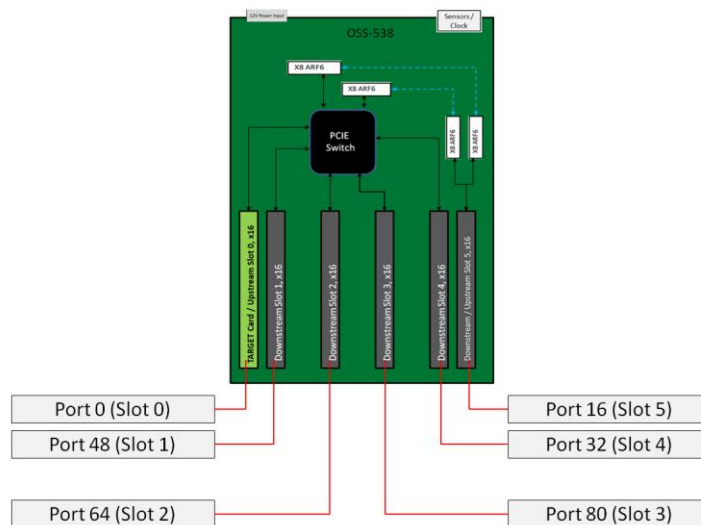 12V Power Input
Sensors /
Clock
OSS-538
X8 ARF6
X8 ARF6
PCIE
Switch
X8 ARF6
X8 ARF6
TARGET Card / Upstream Slot 0, x16
Downstream Slot 1, x16
Downstream Slot 2, x16
Downstream Slot 3, x16
Downstream Slot 4, x16
Downstream / Upstream Slot 5, x16
Port 0 (Slot 0)
Port 16 (Slot 5)
Port 48 (Slot 1)
Port 32 (Slot 4)
Port 64 (Slot 2)
Port 80 (Slot 3)